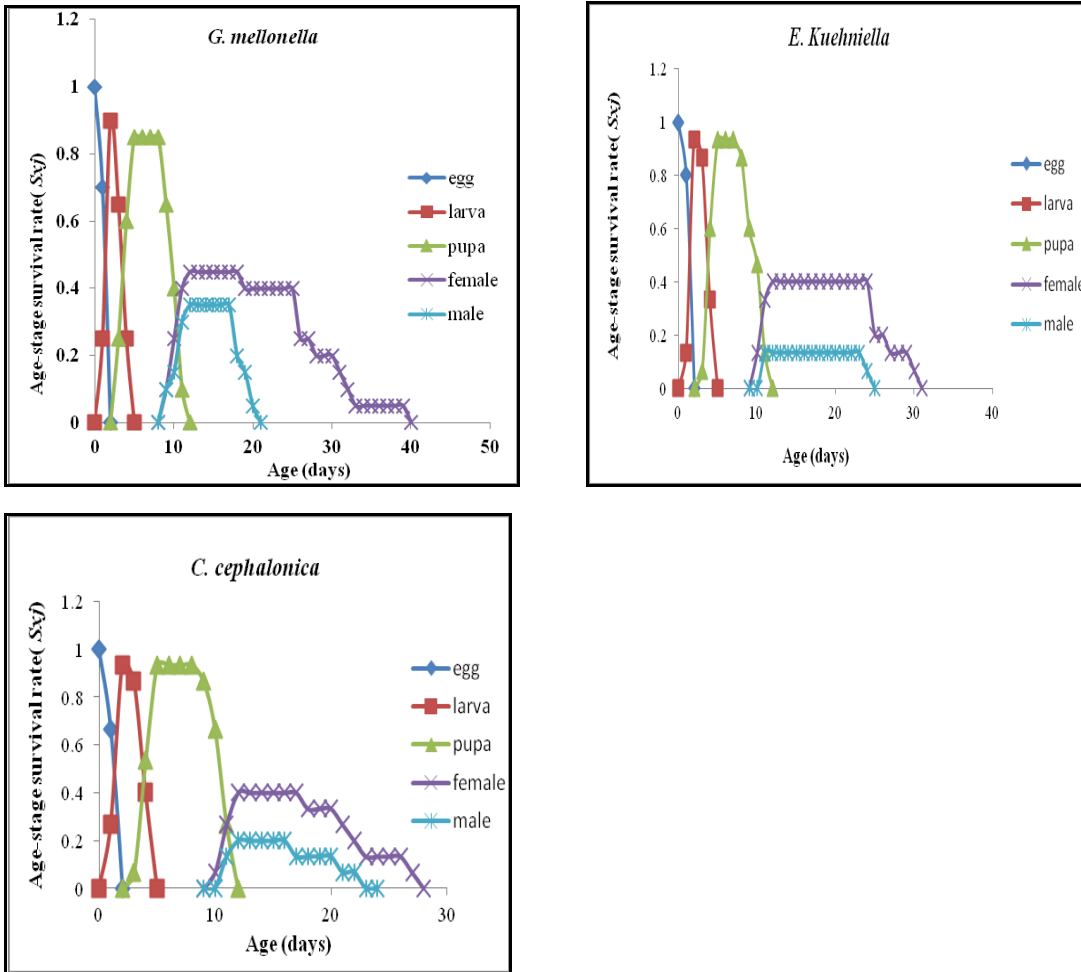 G. mellonella
Age-stage survival rate( Sxj)
1.2
1
0.8
0.6
0.4
0.2
0
0
10
20
30
40
50
Age (days)
egg
larva
pupa
female
male
E. Kuehniella
Age-stage survival rate( Sxj)
1.2
1
0.8
0.6
0.4
0.2
0
0
10
20
30
40
Age (days)
egg
larva
pupa
female
male
C. cephalonica
Age-stage survival rate( Sxj)
1.2
1
0.8
0.6
0.4
0.2
0
0
10
20
30
Age (days)
egg
larva
pupa
female
male